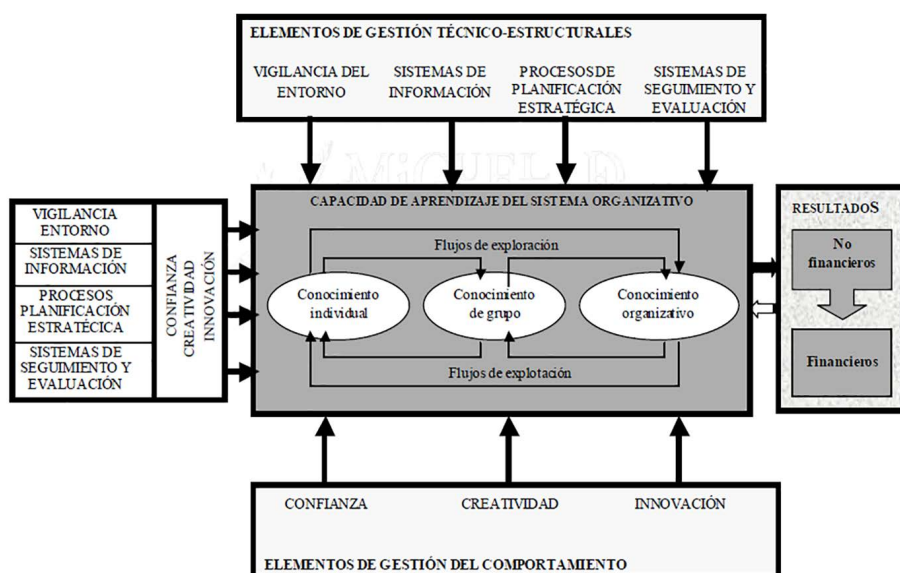 ELEMENTOS DE GESTIÓN TÉCNICO-ESTRUCTURALES
VIGILANCIA DEL
ENTORNO
SISTEMAS DE
INFORMACIÓN
PROCESOS DE
PLANIFICACIÓN
ESTRATÉGICA
SISTEMAS DE
SEGUIMIENTO Y
EVALUACIÓN
VIGILANCIA
ENTORNO
SISTEMAS DE
INFORMACIÓN
PROCESOS
PLANIFICACIÓN
ESTRATÉCICA
SISTEMAS DE
SEGUIMIENTO Y
EVALUACIÓN
CONFIANZA
CREATIVIDAD
INNOVACIÓN
CAPACIDAD DE APRENDIZAJE DEL SISTEMA ORGANIZATIVO
Flujos de exploración
Conocimiento
individual
Conocimiento
de grupo
Conocimiento
organizativo
Flujos de explotación
RESULTADOS
No
financieros
Financieros
CONFIANZA
CREATIVIDAD
INNOVACIÓN
ELEMENTOS DE GESTIÓN DEL COMPORTAMIENTO